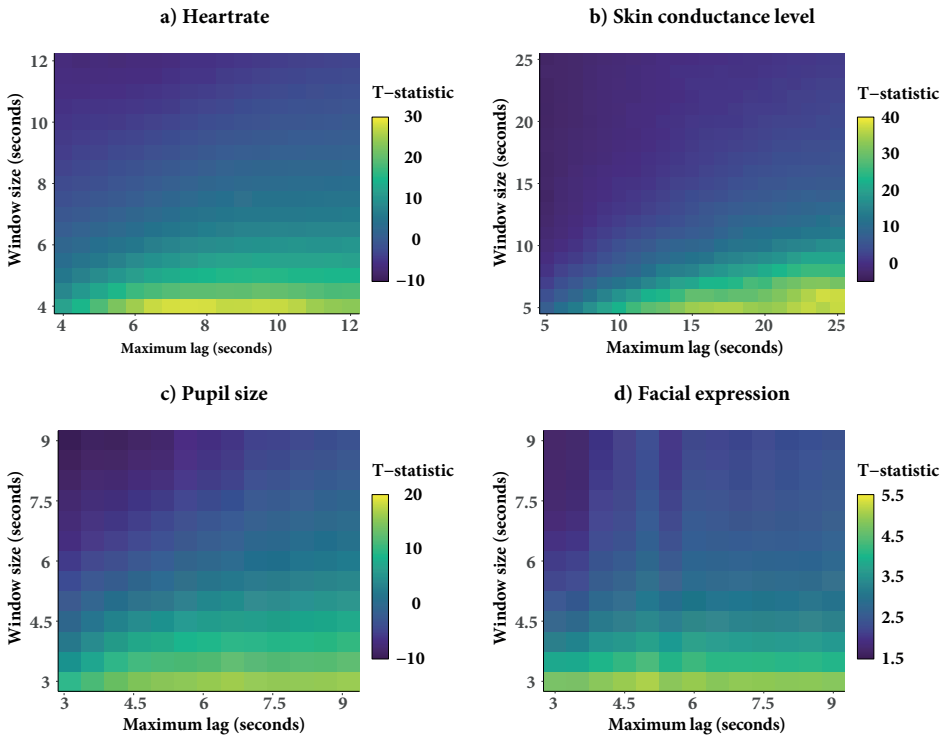 a) Heartrate
Window size (seconds)
12
10
8
6
4
4 6 8 10 12
Maximum lag (seconds)
T−statistic
30
20
10
0
−10
b) Skin conductance level
Window size (seconds)
25
20
15
10
5
5 10 15 20 25
Maximum lag (seconds)
T−statistic
40
30
20
10
0
c) Pupil size
Window size (seconds)
9
7.5
6
4.5
3
3 4.5 6 7.5 9
Maximum lag (seconds)
T−statistic
20
10
0
−10
d) Facial expression
Window size (seconds)
9
7.5
6
4.5
3
3 4.5 6 7.5 9
Maximum lag (seconds)
T−statistic
5.5
4.5
3.5
2.5
1.5